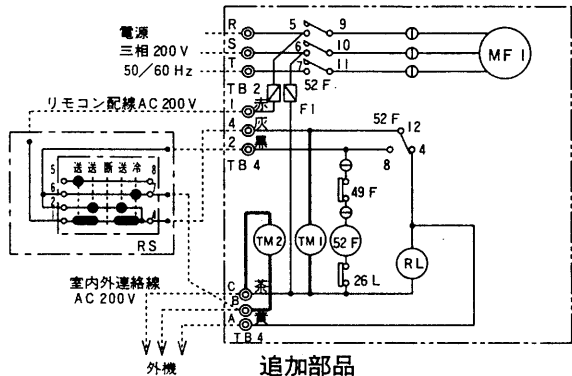 電源
三相 200 V
50／60 Hz
R
S
T
TB 2
5
9
6
10
7
11
52 F
MF 1
リモコン配線 AC 200 V
1 赤
4 灰
2 黒
TB 4
F1
52 F
12
8
4
49 F
TM 2
TM 1
52 F
26 L
RL
送 送 断 送 冷
5
6
2
1
8
4
RS
室内外連絡線
AC 200 V
C 茶
B
A 黄
TB 4
外機
追加部品